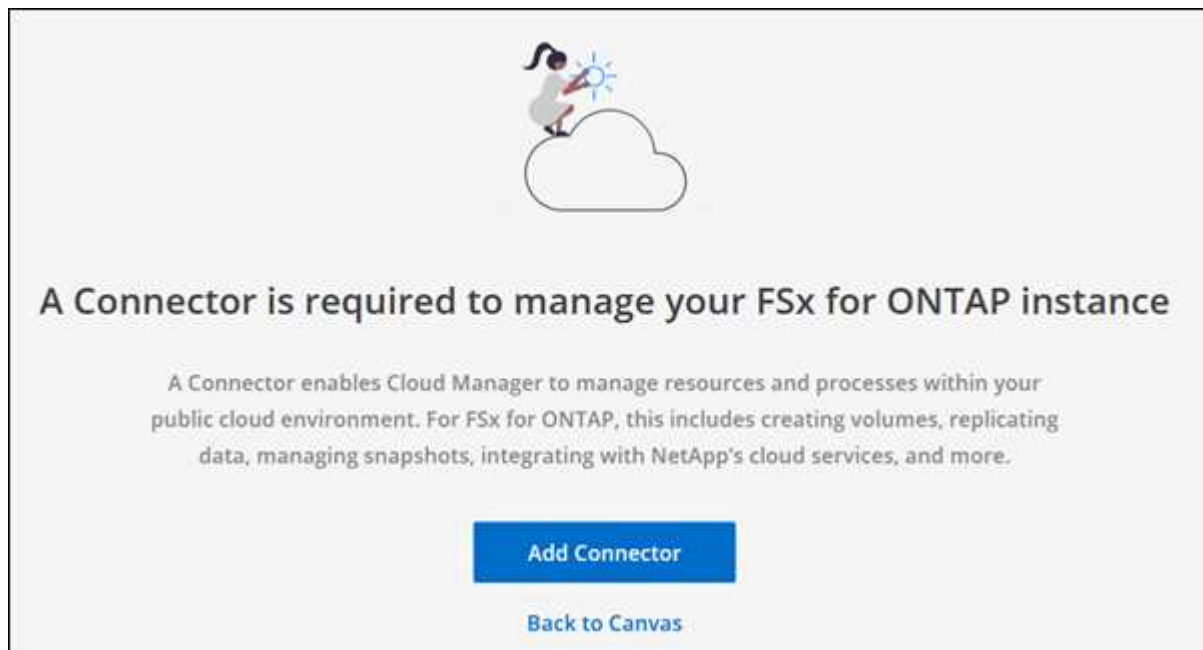 A Connector is required to manage your FSx for ONTAP instance
A Connector enables Cloud Manager to manage resources and processes within your
public cloud environment. For FSx for ONTAP, this includes creating volumes, replicating
data, managing snapshots, integrating with NetApp's cloud services, and more.
Add Connector
Back to Canvas